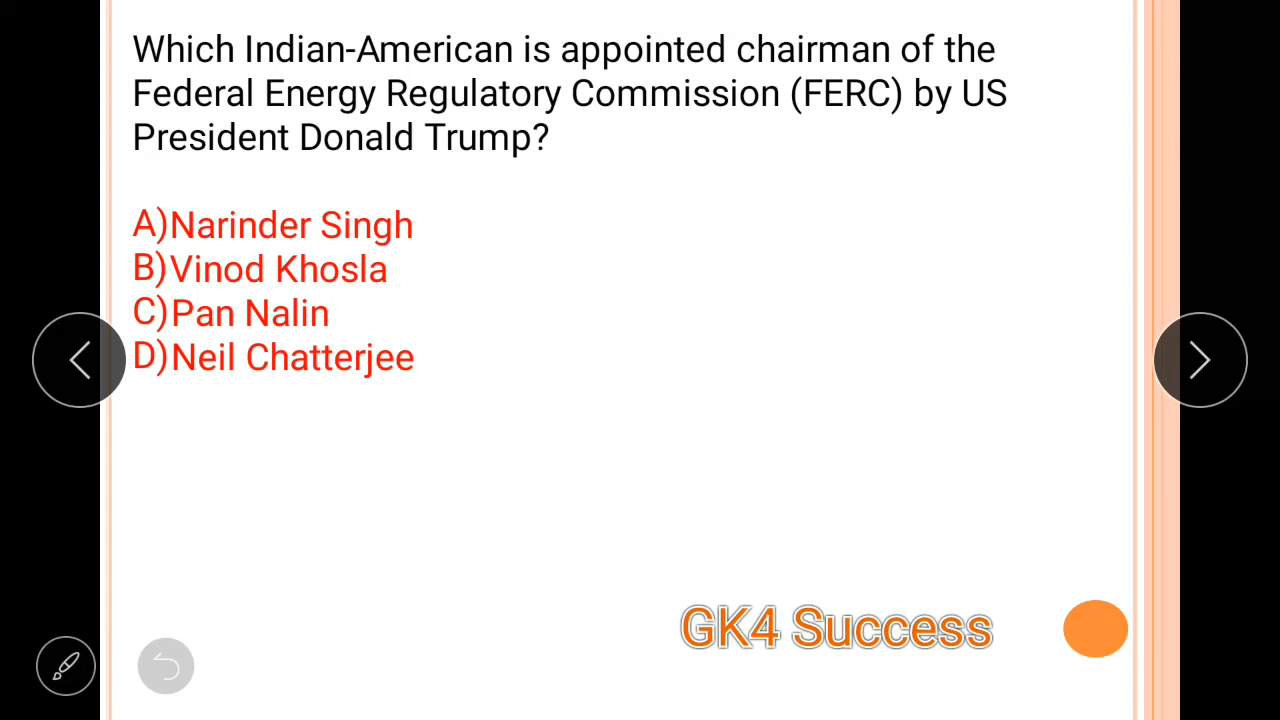 Which Indian-American is appointed chairman of the
Federal Energy Regulatory Commission (FERC) by US
President Donald Trump?
A)Narinder Singh
B)Vinod Khosla
C)Pan Nalin
D)Neil Chatterjee
GK4 Success